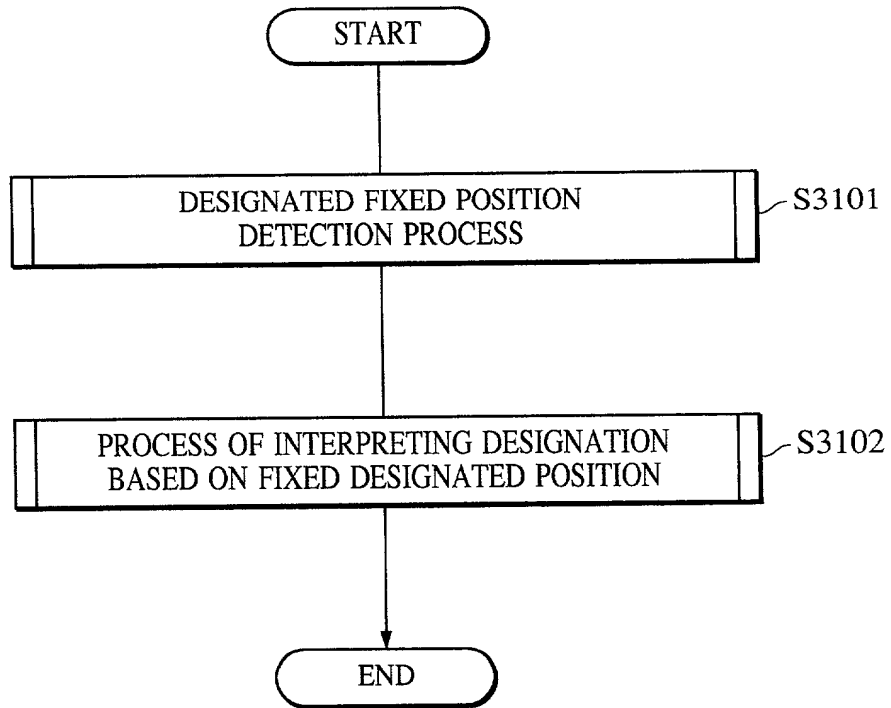 START
DESIGNATED FIXED POSITION
DETECTION PROCESS
S3101
PROCESS OF INTERPRETING DESIGNATION
BASED ON FIXED DESIGNATED POSITION
S3102
END